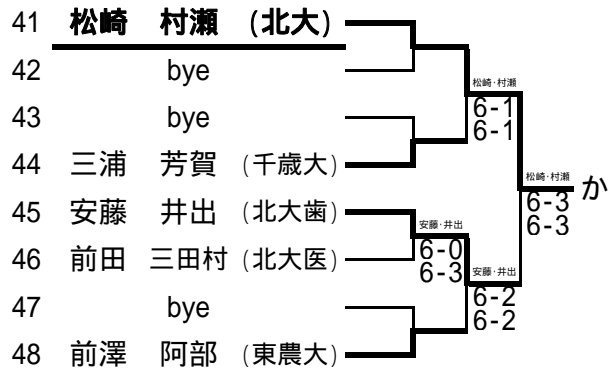 41 松崎 村瀬 (北大)
42 bye
43 bye
44 三浦 芳賀 (千歳大)
45 安藤 井出 (北大歯)
46 前田 三田村 (北大医)
47 bye
48 前澤 阿部 (東農大)
安藤・井出
6-0
6-3
松崎・村瀬
6-1
6-1
安藤・井出
6-2
6-2
松崎・村瀬
6-3
6-3
か